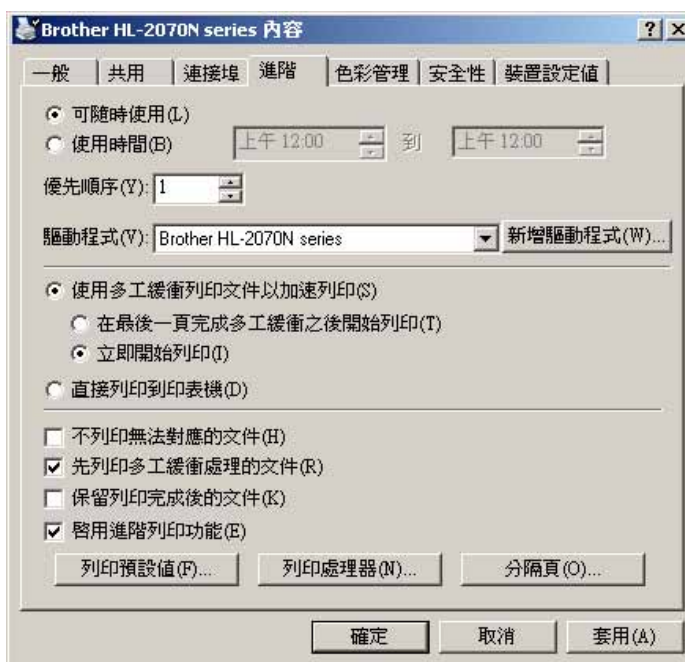 Brother HL-2070N series 內容
一般 共用 連接埠 進階 色彩管理 安全性 裝置設定值
可隨時使用(L)
使用時間(B) 上午 12:00 到 上午 12:00
優先順序(Y): 1
驅動程式(V): Brother HL-2070N series 新增驅動程式(W)...
使用多工緩衝列印文件以加速列印(S)
在最後一頁完成多工緩衝之後開始列印(T)
立即開始列印(I)
直接列印到印表機(D)
不列印無法對應的文件(H)
先列印多工緩衝處理的文件(R)
保留列印完成後的文件(K)
啓用進階列印功能(E)
列印預設值(F)... 列印處理器(N)... 分隔頁(O)...
確定 取消 套用(A)